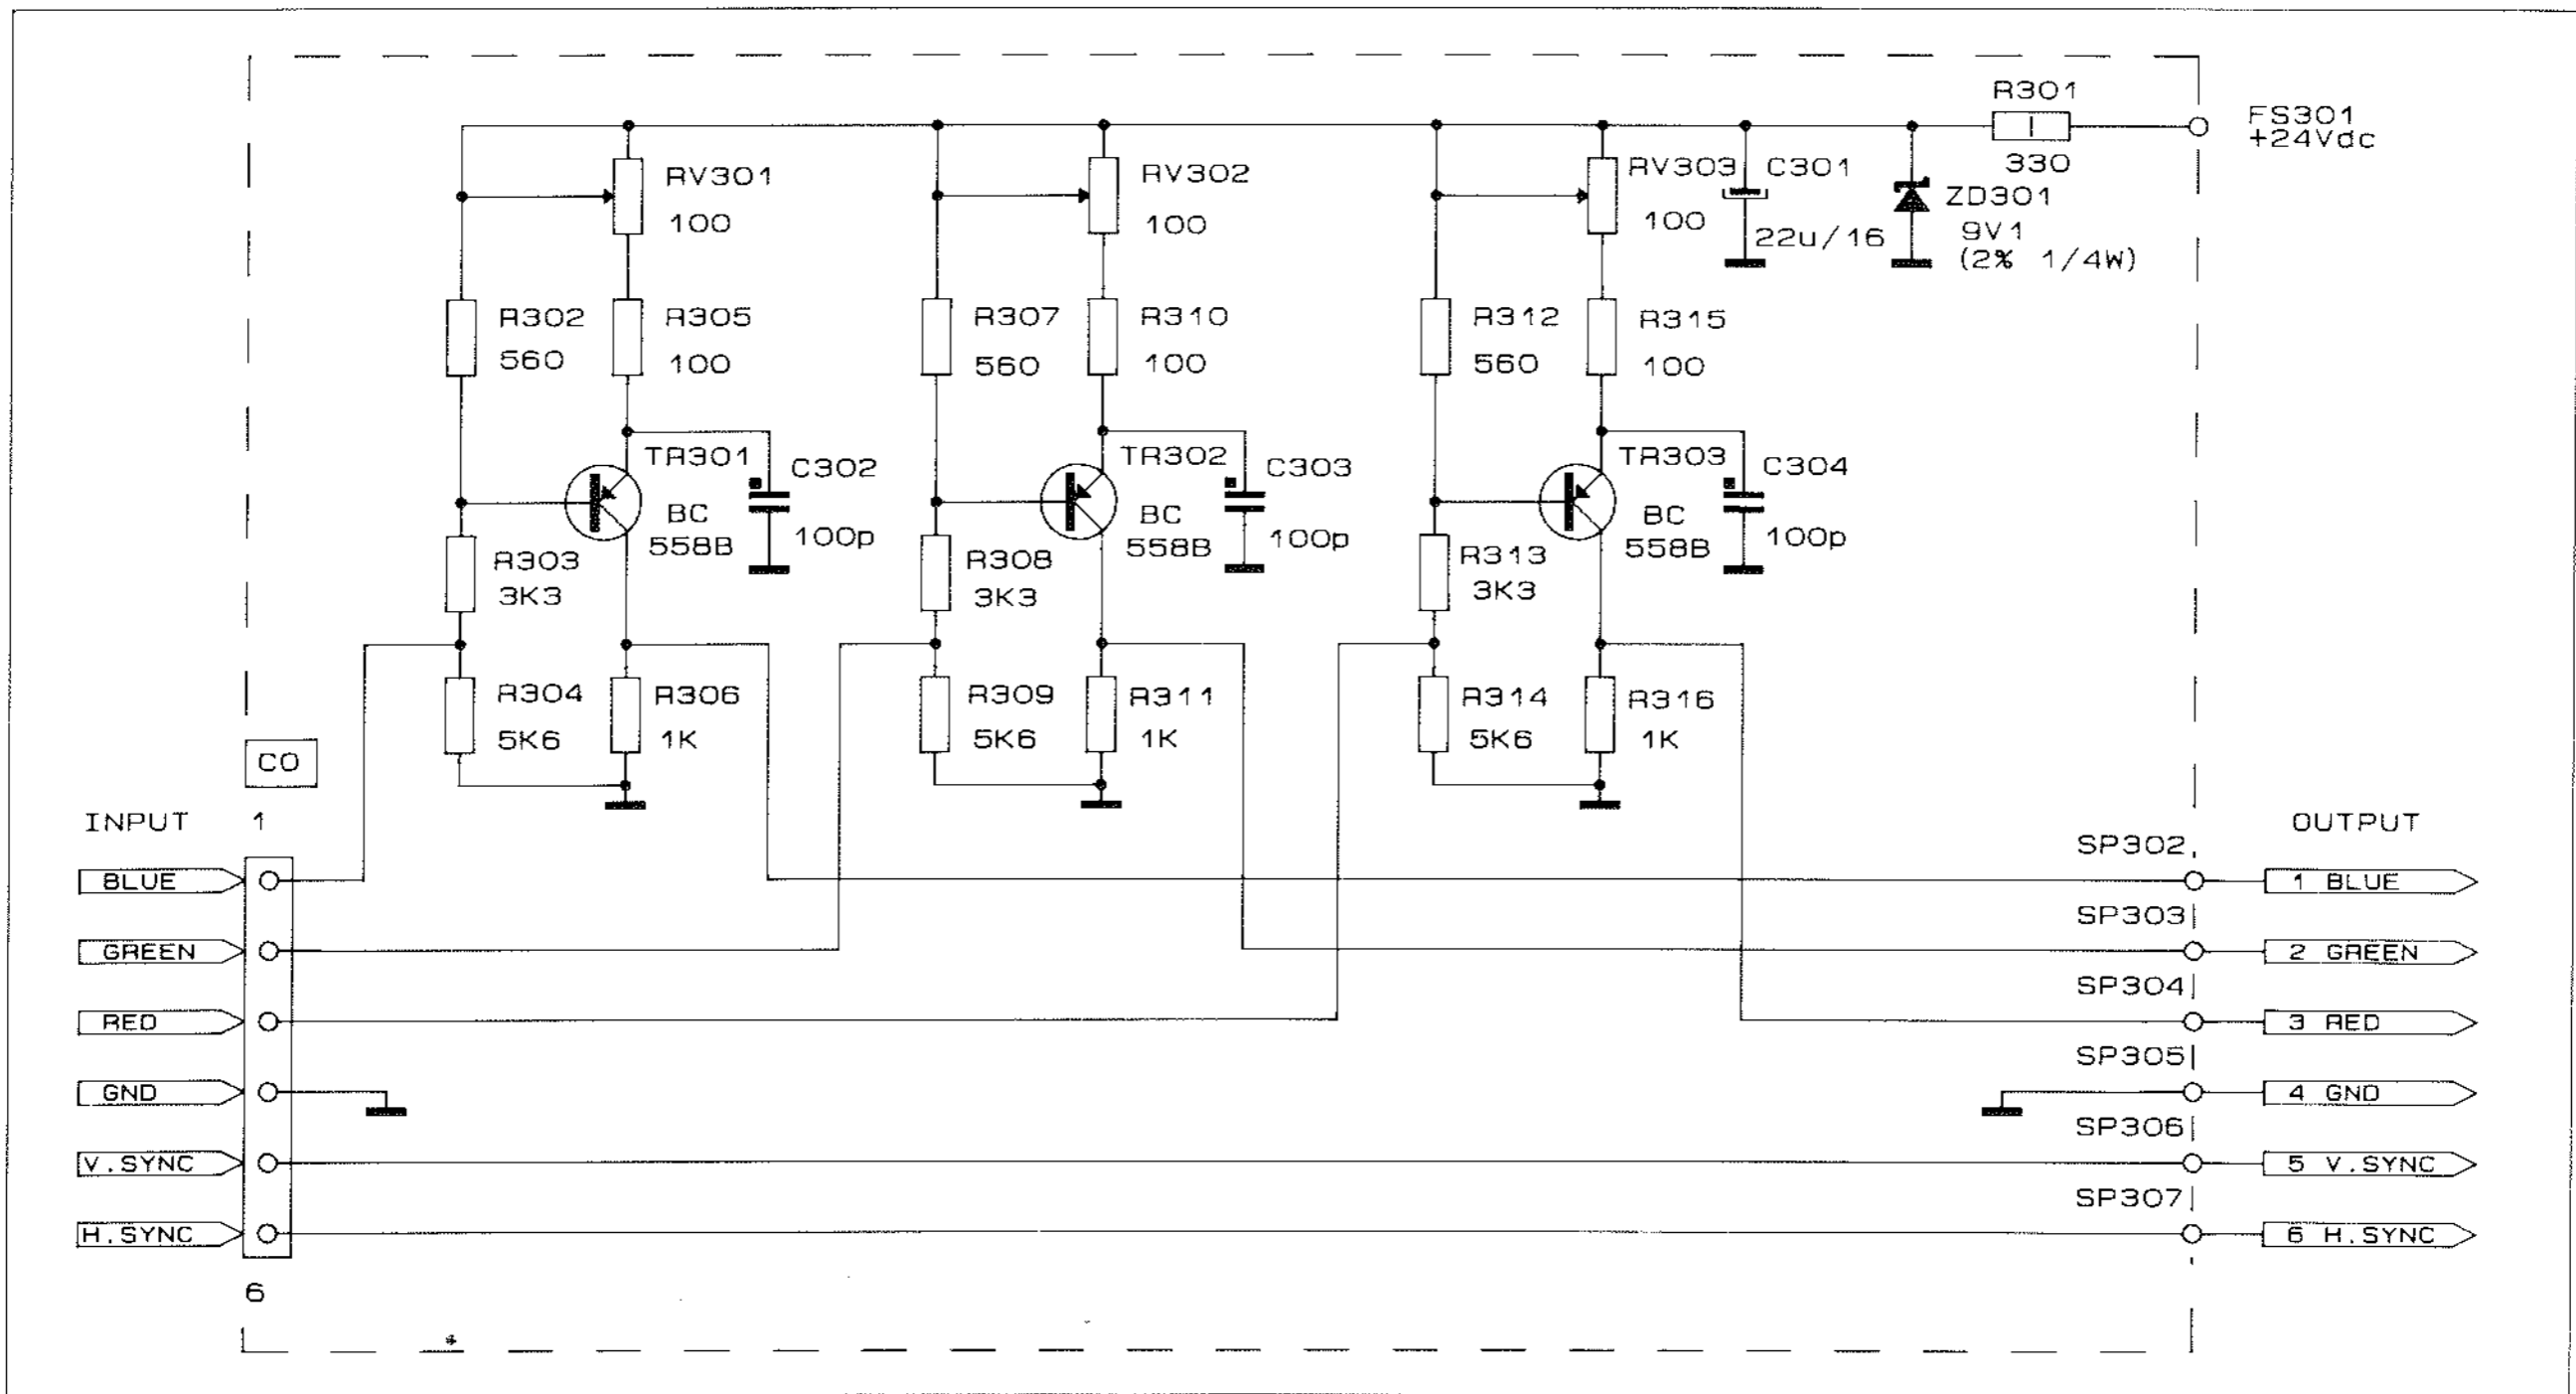 R301
FS301
+24Vdc
330
RV301
100
RV302
100
RV303
100
C301
22u/16
ZD301
9V1
(2% 1/4W)
R302
560
R305
100
R307
560
R310
100
R312
560
R315
100
TR301
BC
558B
C302
100p
TR302
BC
558B
C303
100p
TR303
BC
558B
C304
100p
R303
3K3
R308
3K3
R313
3K3
R304
5K6
R306
1K
R309
5K6
R311
1K
R314
5K6
R316
1K
CO
INPUT
1
OUTPUT
BLUE
GREEN
RED
GND
V.SYNC
H.SYNC
6
SP302
1 BLUE
SP303
2 GREEN
SP304
3 RED
SP305
4 GND
SP306
5 V.SYNC
SP307
6 H.SYNC
*